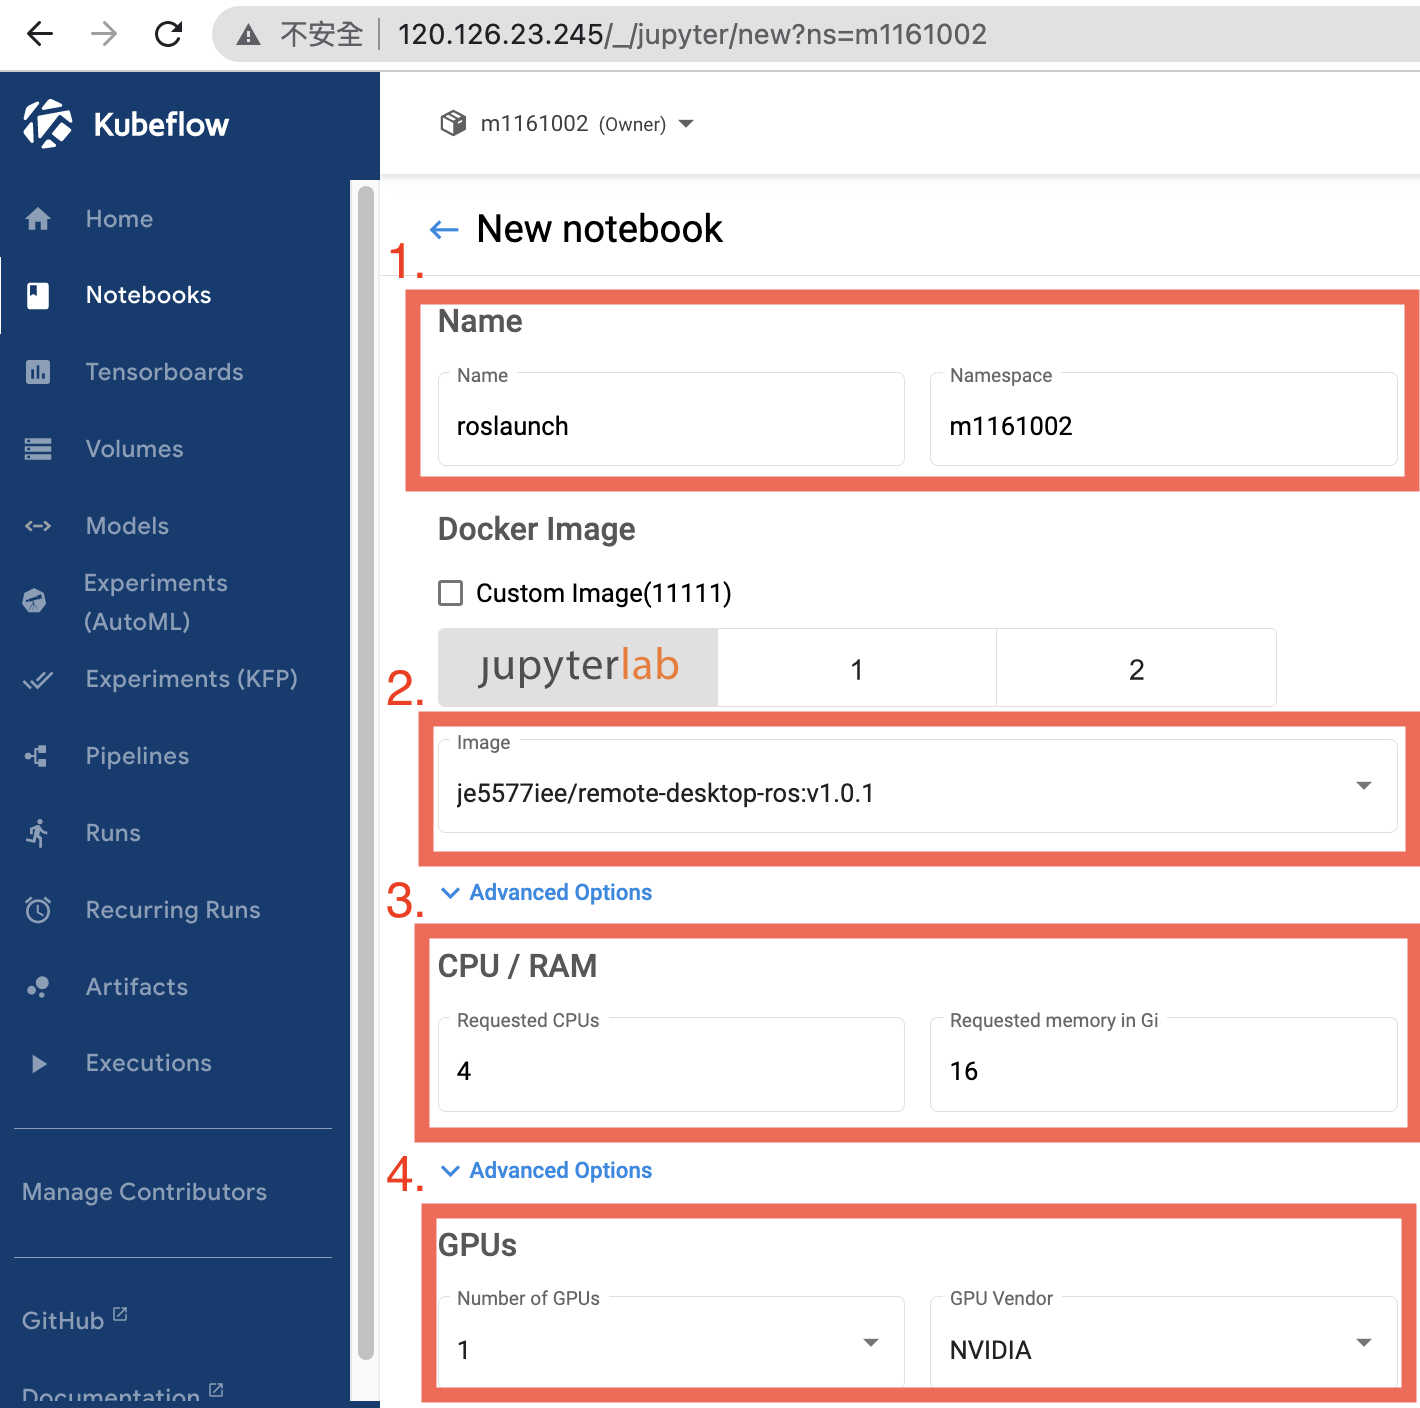 不安全 120.126.23.245/_/jupyter/new?ns=m1161002
Kubeflow
m1161002 (Owner)
Home
Notebooks
Tensorboards
Volumes
Models
Experiments
(AutoML)
Experiments (KFP)
Pipelines
Runs
Recurring Runs
Artifacts
Executions
Manage Contributors
GitHub
Documentation
New notebook
1.
Name
Name
roslaunch
Namespace
m1161002
Docker Image
Custom Image(11111)
jupyterlab
1
2
2.
Image
je5577iee/remote-desktop-ros:v1.0.1
3.
Advanced Options
CPU / RAM
Requested CPUs
4
Requested memory in Gi
16
4.
Advanced Options
GPUs
Number of GPUs
1
GPU Vendor
NVIDIA